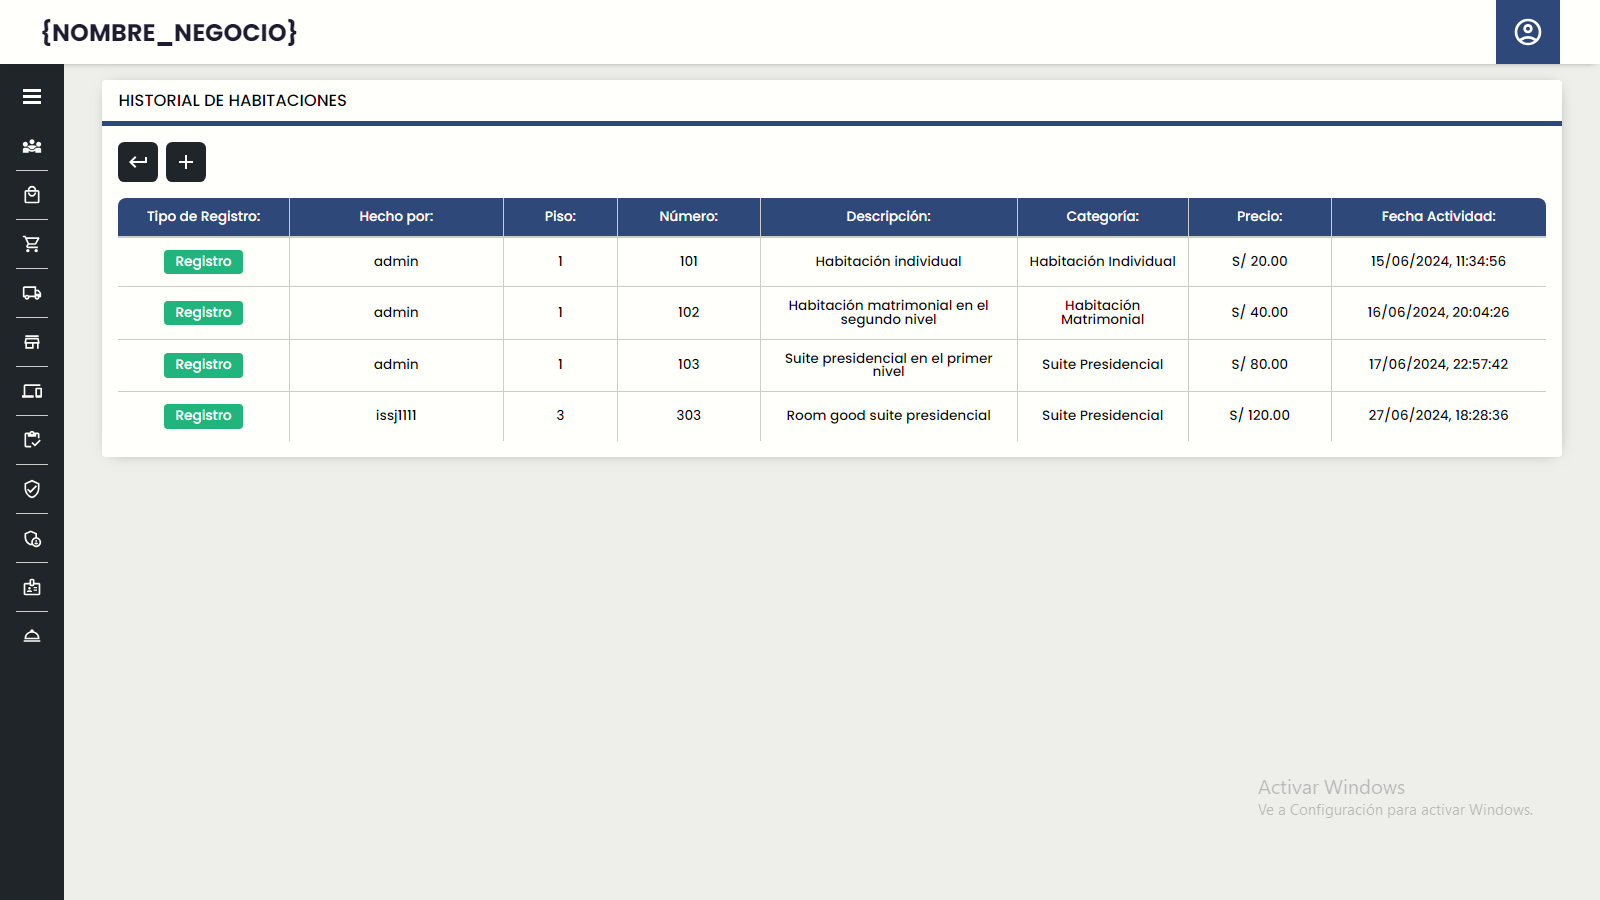 {NOMBRE_NEGOCIO}
HISTORIAL DE HABITACIONES
Tipo de Registro: Hecho por: Piso: Número: Descripción: Categoría: Precio: Fecha Actividad:
Registro admin 1 101 Habitación individual Habitación Individual S/ 20.00 15/06/2024, 11:34:56
Registro admin 1 102 Habitación matrimonial en el segundo nivel Habitación Matrimonial S/ 40.00 16/06/2024, 20:04:26
Registro admin 1 103 Suite presidencial en el primer nivel Suite Presidencial S/ 80.00 17/06/2024, 22:57:42
Registro issj1111 3 303 Room good suite presidencial Suite Presidencial S/ 120.00 27/06/2024, 18:28:36
Activar Windows
Ve a Configuración para activar Windows.